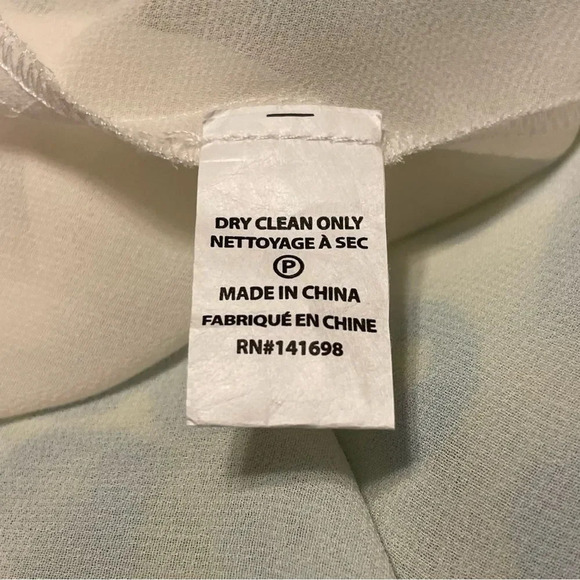 DRY CLEAN ONLY
NETTOYAGE À SEC
P
MADE IN CHINA
FABRIQUÉ EN CHINE
RN#141698